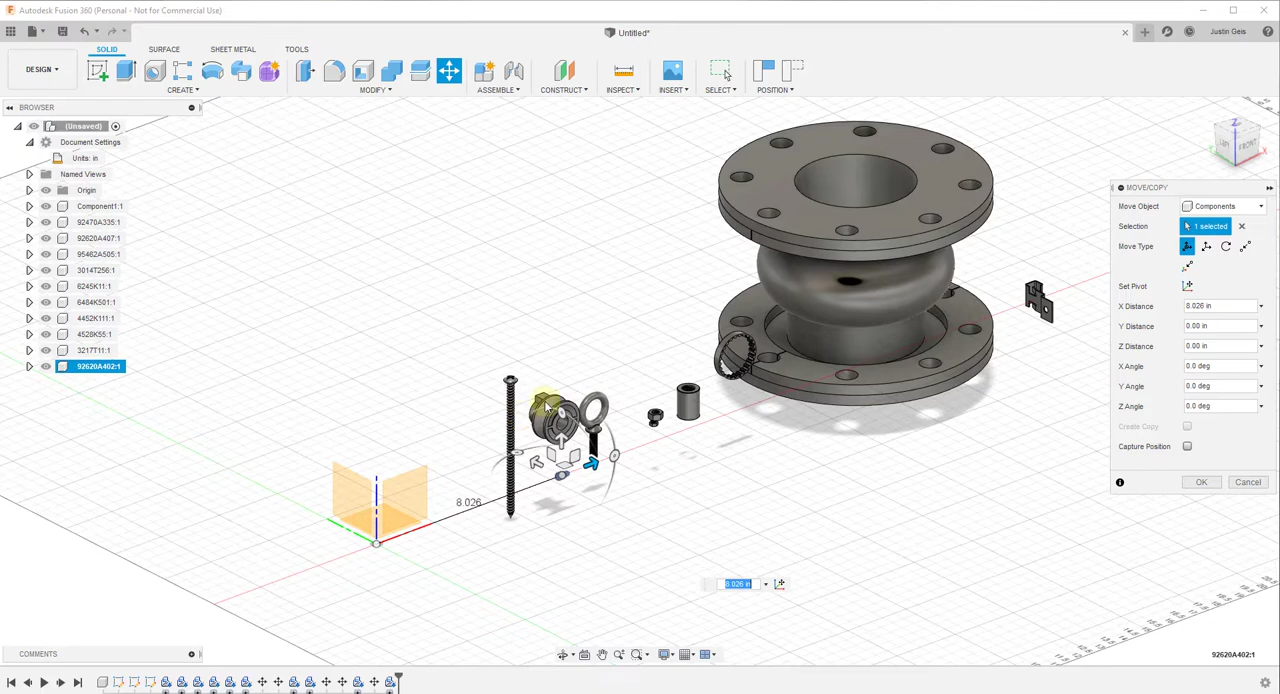 Autodesk Fusion 360 (Personal - Not for Commercial Use)
Untitled*
Justin Geis
SOLID SURFACE SHEET METAL TOOLS
DESIGN
CREATE MODIFY ASSEMBLE CONSTRUCT INSPECT INSERT SELECT POSITION
BROWSER
(Unsaved)
Document Settings
Units: in
Named Views
Origin
Component1:1
92470A335:1
92620A407:1
95462A505:1
3014T256:1
6245K11:1
6484K501:1
4452K111:1
4528K55:1
3217T11:1
92620A402:1
Z
LEFT
FRONT
X
MOVE/COPY
Move Object Components
Selection 1 selected
Move Type
Set Pivot
X Distance 8.026 in
Y Distance 0.00 in
Z Distance 0.00 in
X Angle 0.0 deg
Y Angle 0.0 deg
Z Angle 0.0 deg
Create Copy
Capture Position
OK Cancel
8.026
8.026 in
COMMENTS
92620A402:1